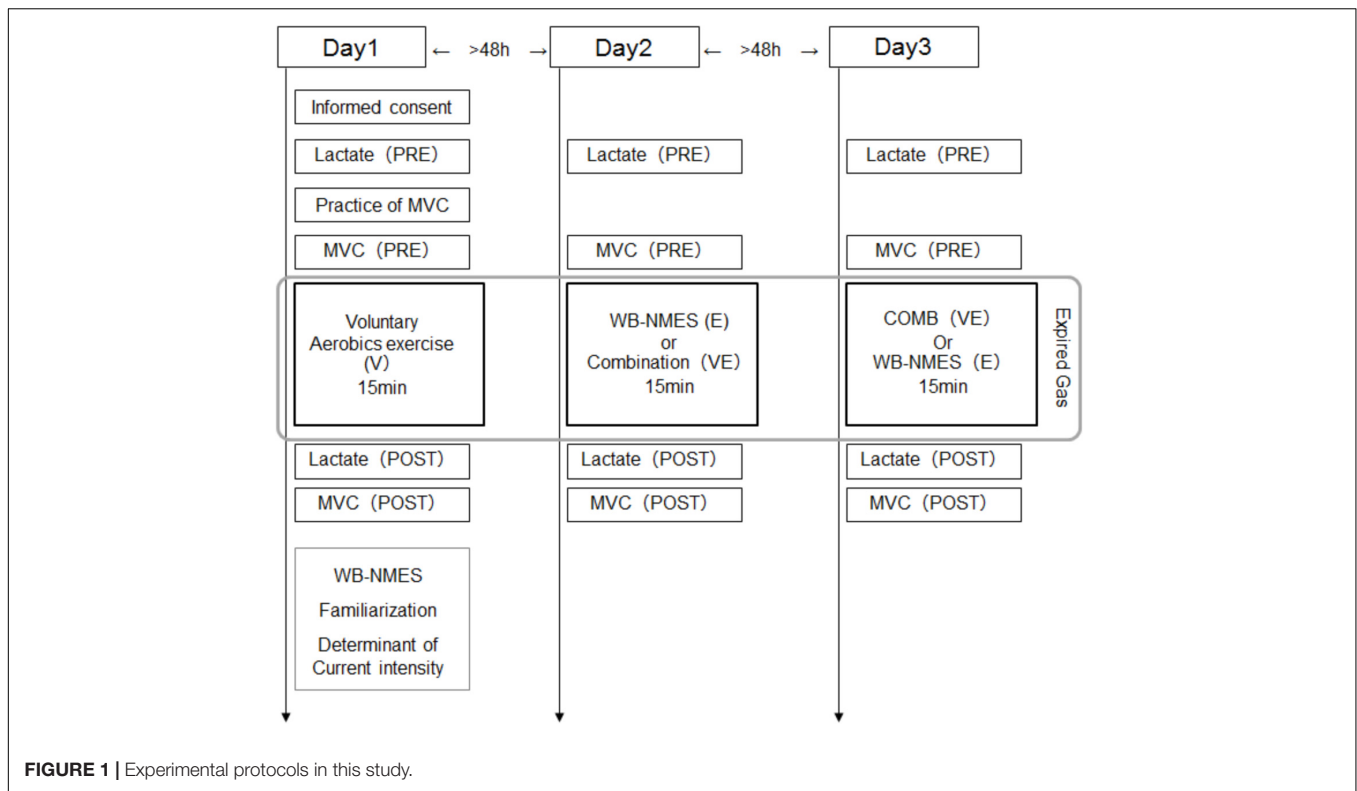 Day1 ← >48h → Day2 ← >48h → Day3
Informed consent
Lactate (PRE) Lactate (PRE) Lactate (PRE)
Practice of MVC
MVC (PRE) MVC (PRE) MVC (PRE)
Voluntary
Aerobics exercise
(V)
15min
WB-NMES (E)
or
Combination (VE)
15min
COMB (VE)
Or
WB-NMES (E)
15min
Expired Gas
Lactate (POST) Lactate (POST) Lactate (POST)
MVC (POST) MVC (POST) MVC (POST)
WB-NMES
Familiarization
Determinant of
Current intensity
FIGURE 1 | Experimental protocols in this study.